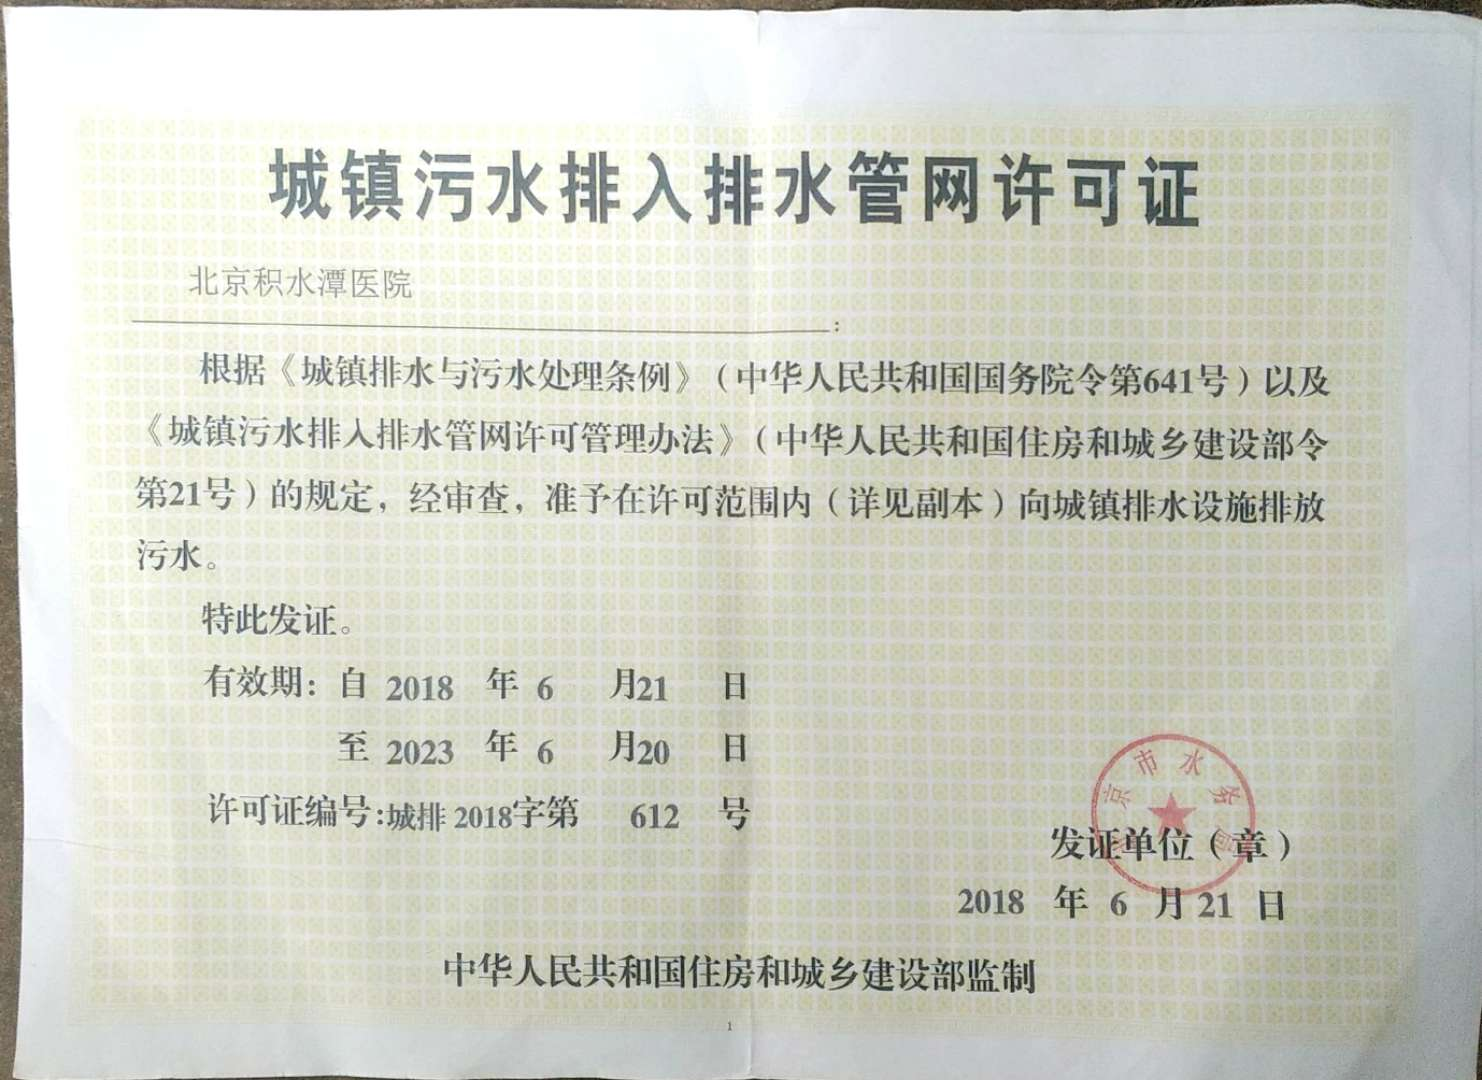 城镇污水排入排水管网许可证
北京积水潭医院
：
根据《城镇排水与污水处理条例》（中华人民共和国国务院令第641号）以及
《城镇污水排入排水管网许可管理办法》（中华人民共和国住房和城乡建设部令
第21号）的规定，经审查，准予在许可范围内（详见副本）向城镇排水设施排放
污水。
特此发证。
有效期：自 2018 年 6 月21 日
至 2023 年 6 月20 日
许可证编号:城排 2018字第 612 号
北京市水务局
发证单位（章）
2018 年 6 月 21 日
中华人民共和国住房和城乡建设部监制
1